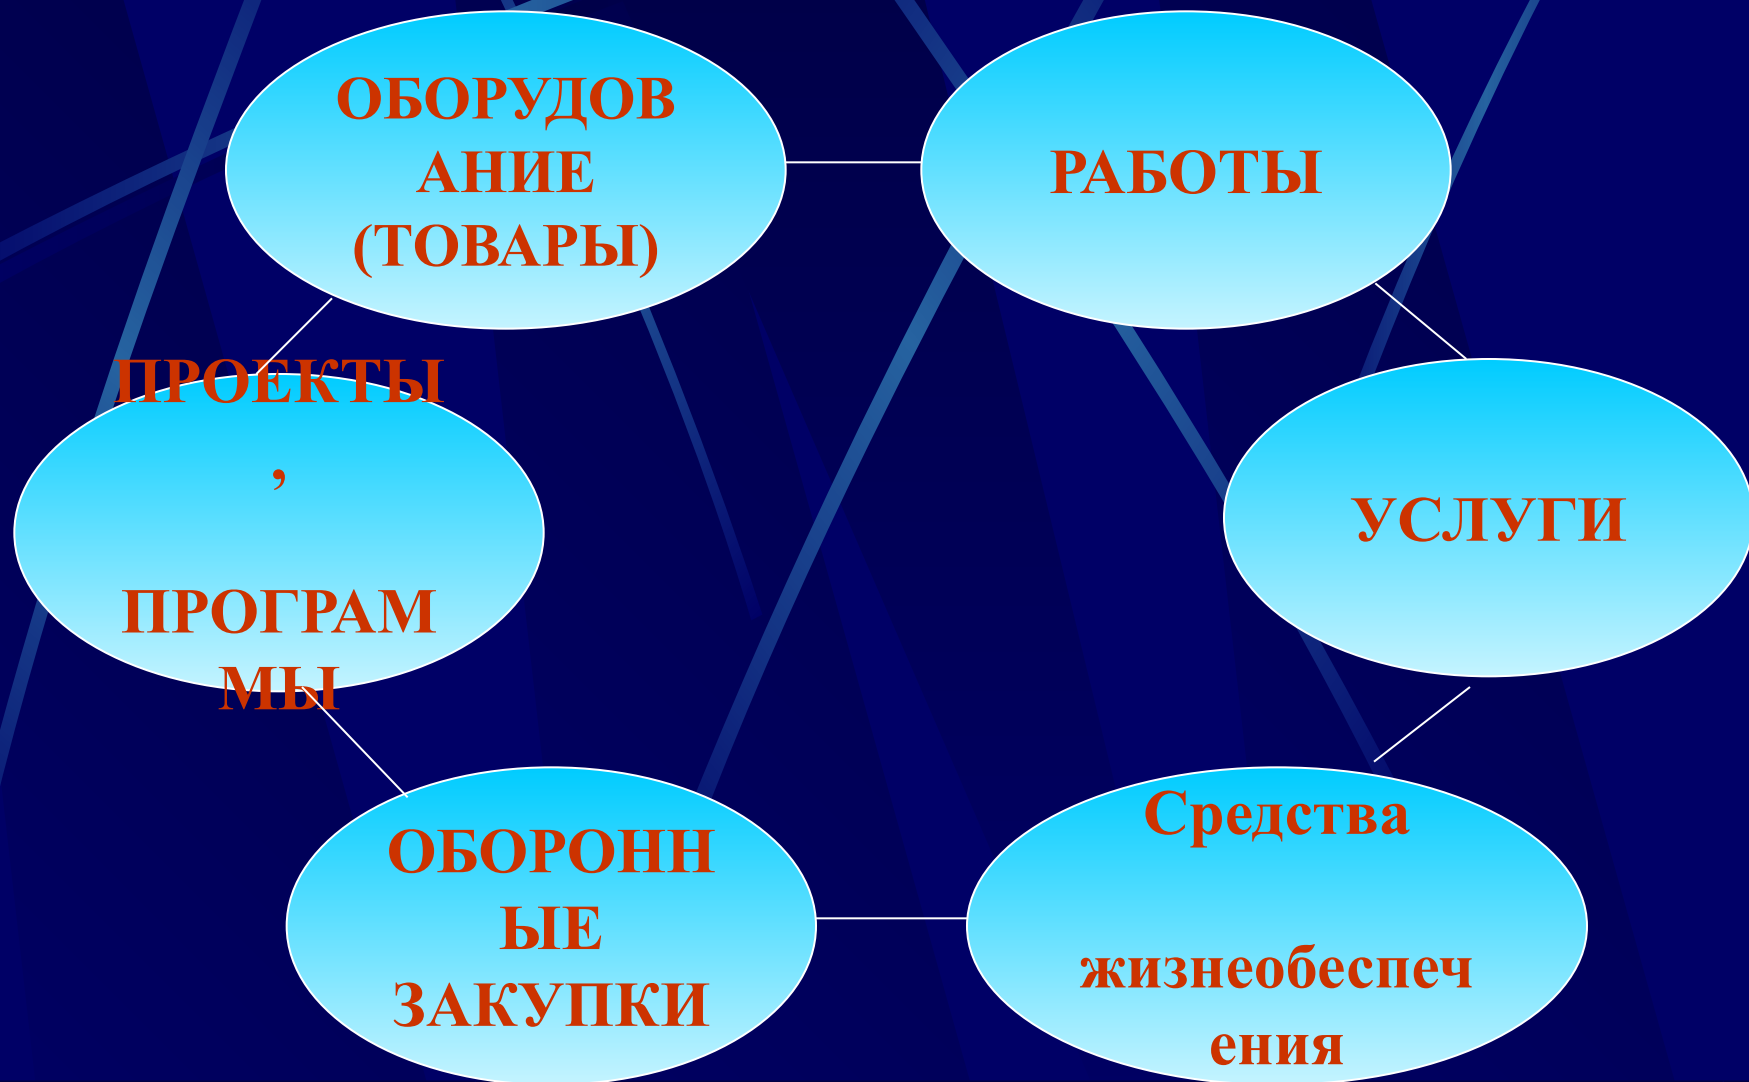 ОБОРУДОВ
АНИЕ
(ТОВАРЫ)
РАБОТЫ
ПРОЕКТЫ
,
ПРОГРАМ
МЫ
УСЛУГИ
ОБОРОНН
ЫЕ
ЗАКУПКИ
Средства
жизнеобеспеч
ения